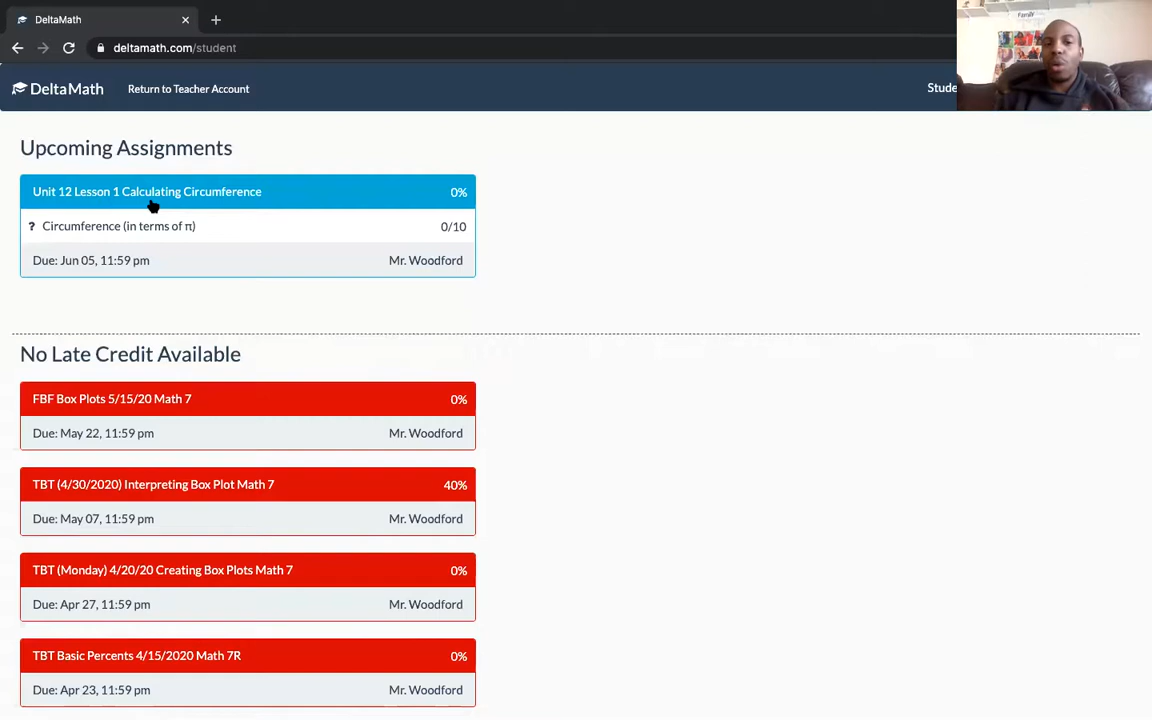 DeltaMath
deltamath.com/student
DeltaMath
Return to Teacher Account
Stude
Family
Upcoming Assignments
Unit 12 Lesson 1 Calculating Circumference 0%
? Circumference (in terms of π) 0/10
Due: Jun 05, 11:59 pm Mr. Woodford
No Late Credit Available
FBF Box Plots 5/15/20 Math 7 0%
Due: May 22, 11:59 pm Mr. Woodford
TBT (4/30/2020) Interpreting Box Plot Math 7 40%
Due: May 07, 11:59 pm Mr. Woodford
TBT (Monday) 4/20/20 Creating Box Plots Math 7 0%
Due: Apr 27, 11:59 pm Mr. Woodford
TBT Basic Percents 4/15/2020 Math 7R 0%
Due: Apr 23, 11:59 pm Mr. Woodford